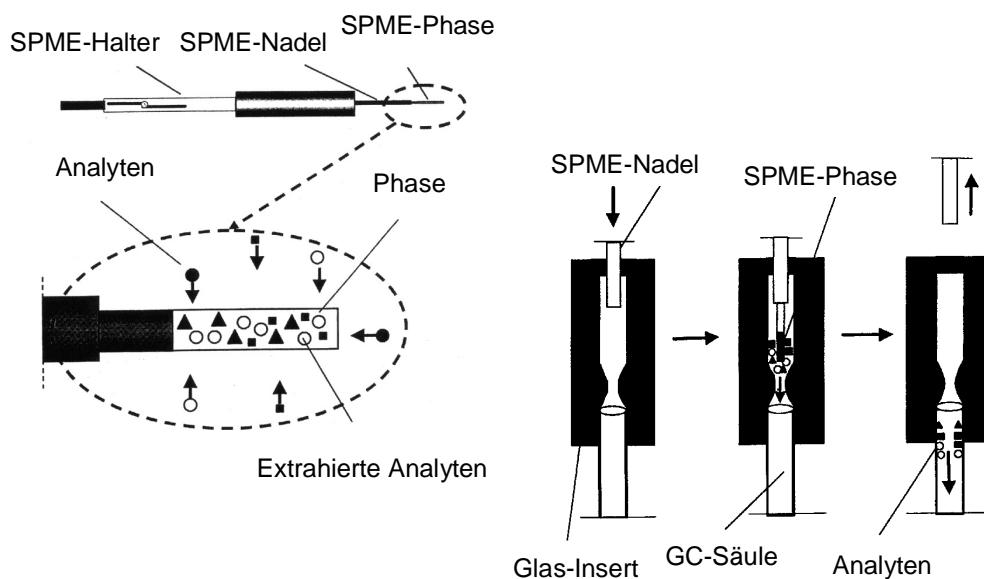 SPME-Phase
SPME-Halter SPME-Nadel
Analyten
Phase
Extrahierte Analyten
SPME-Nadel
SPME-Phase
Glas-Insert
GC-Säule
Analyten